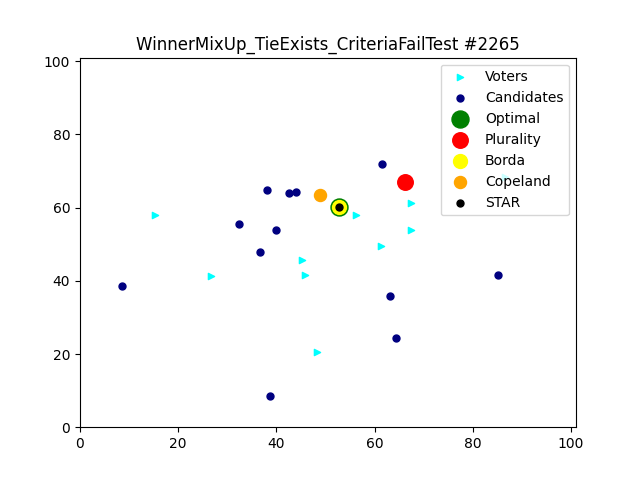 WinnerMixUp_TieExists_CriteriaFailTest #2265
100
80
60
40
20
0
0 20 40 60 80 100
Voters
Candidates
Optimal
Plurality
Borda
Copeland
STAR